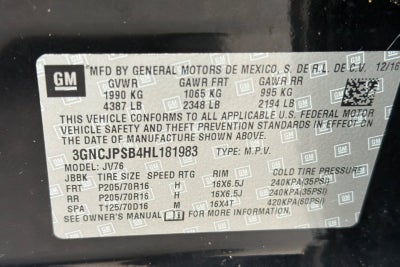 GM MFD BY GENERAL MOTORS DE MEXICO, S. DE R.L. DE C.V. 12/16
GVWR GAWR FRT GAWR RR
1990 KG 1065 KG 995 KG
4387 LB 2348 LB 2194 LB
THIS VEHICLE CONFORMS TO ALL APPLICABLE U.S. FEDERAL MOTOR
VEHICLE SAFETY AND THEFT PREVENTION STANDARDS IN EFFECT ON
THE DATE OF MANUFACTURE SHOWN ABOVE.
3GNCJPSB4HL181983 TYPE: M.P.V.
MODEL: JV76
JBBK TIRE SIZE SPEED RTG RIM COLD TIRE PRESSURE
FRT P205/70R16 H 16X6.5J 240KPA(35PSI)
RR P205/70R16 H 16X6.5J 240KPA(35PSI)
SPA T125/70D16 M 16X4T 420KPA(60PSI)
SEE OWNER'S MANUAL FOR MORE INFORMATION.